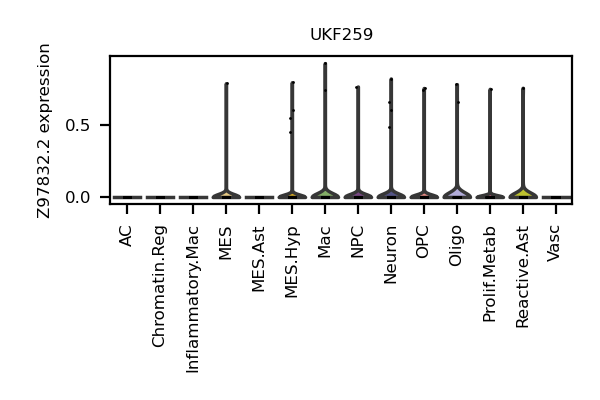 UKF259
Z97832.2 expression
0.5
0.0
AC
Chromatin.Reg
Inflammatory.Mac
MES
MES.Ast
MES.Hyp
Mac
NPC
Neuron
OPC
Oligo
Prolif.Metab
Reactive.Ast
Vasc